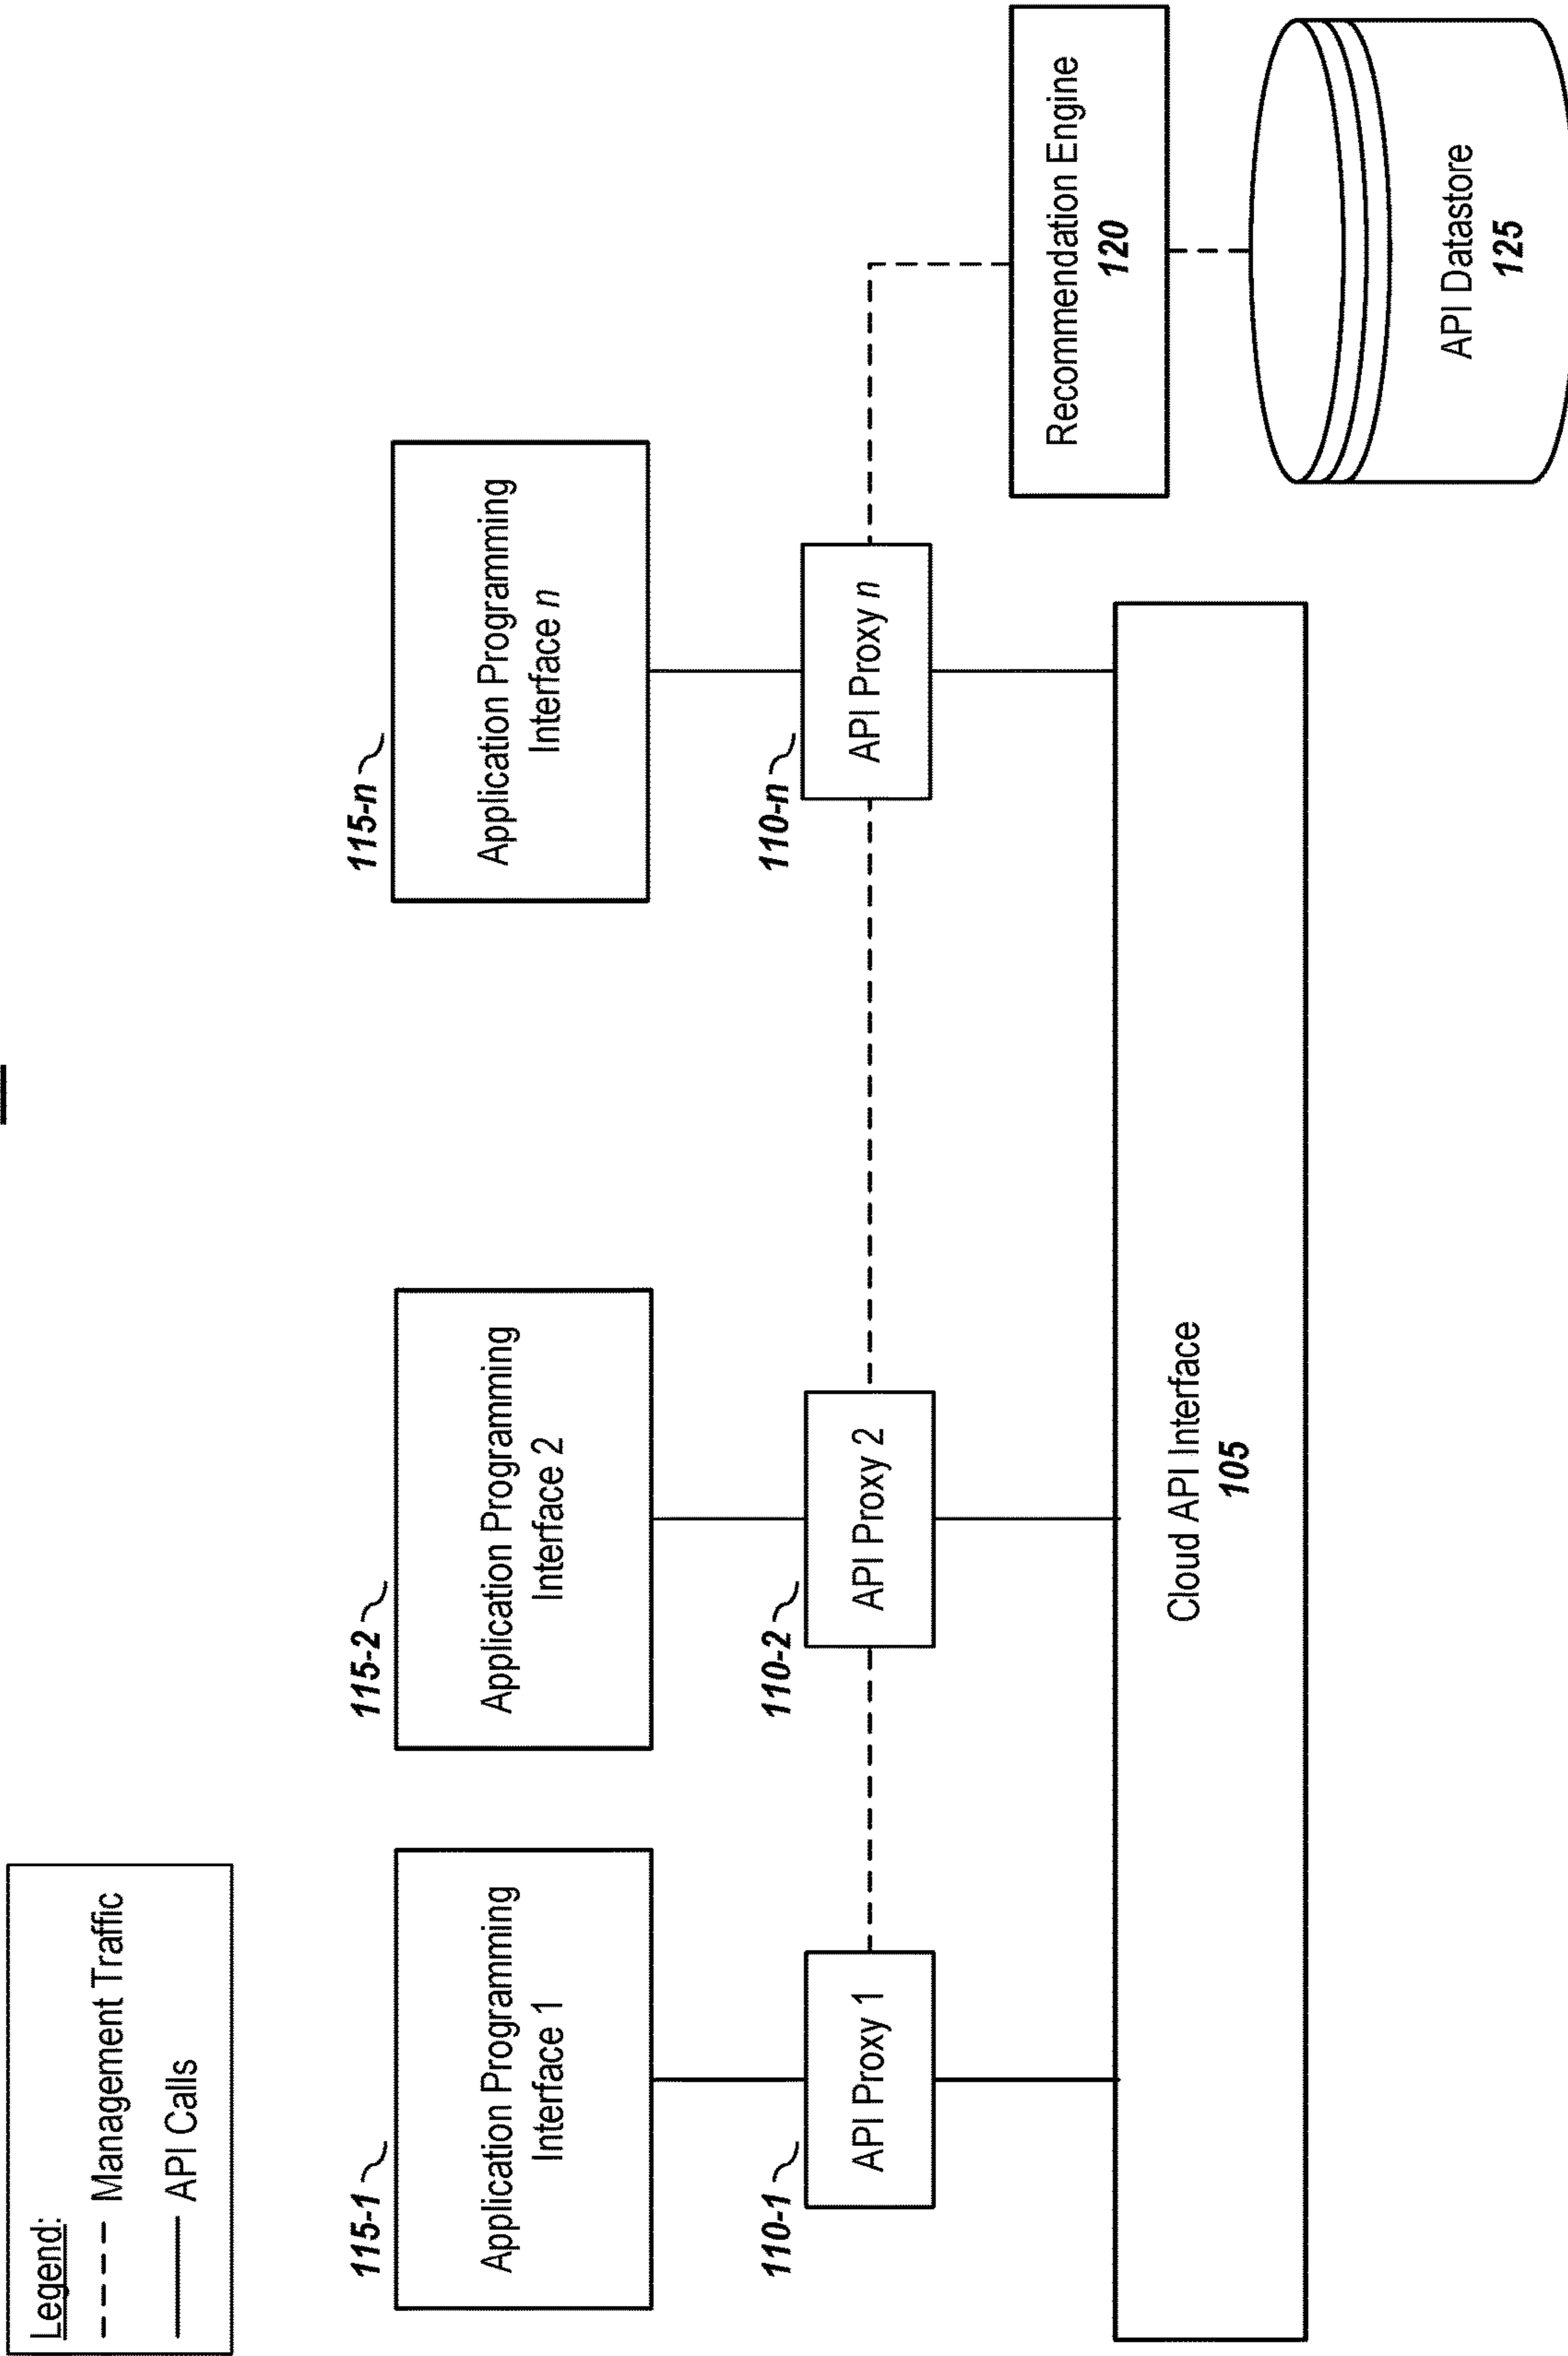 Legend:
Management Traffic
API Calls
115-1
Application Programming
Interface 1
115-2
Application Programming
Interface 2
115-n
Application Programming
Interface n
110-1
API Proxy 1
110-2
API Proxy 2
110-n
API Proxy n
Cloud API Interface
105
Recommendation Engine
120
API Datastore
125